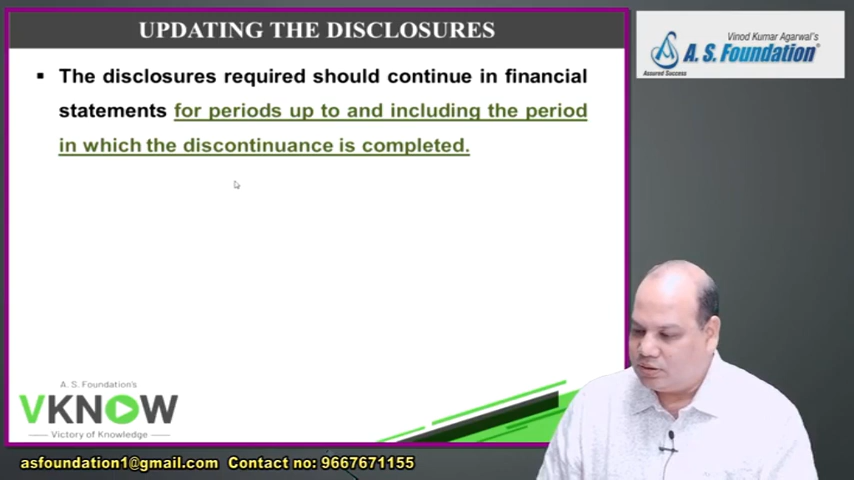 UPDATING THE DISCLOSURES
▪ The disclosures required should continue in financial
statements for periods up to and including the period
in which the discontinuance is completed.
Vinod Kumar Agarwal's
A. S. Foundation®
Assured Success
A. S. Foundation's
VKNOW
Victory of Knowledge
asfoundation1@gmail.com Contact no: 9667671155